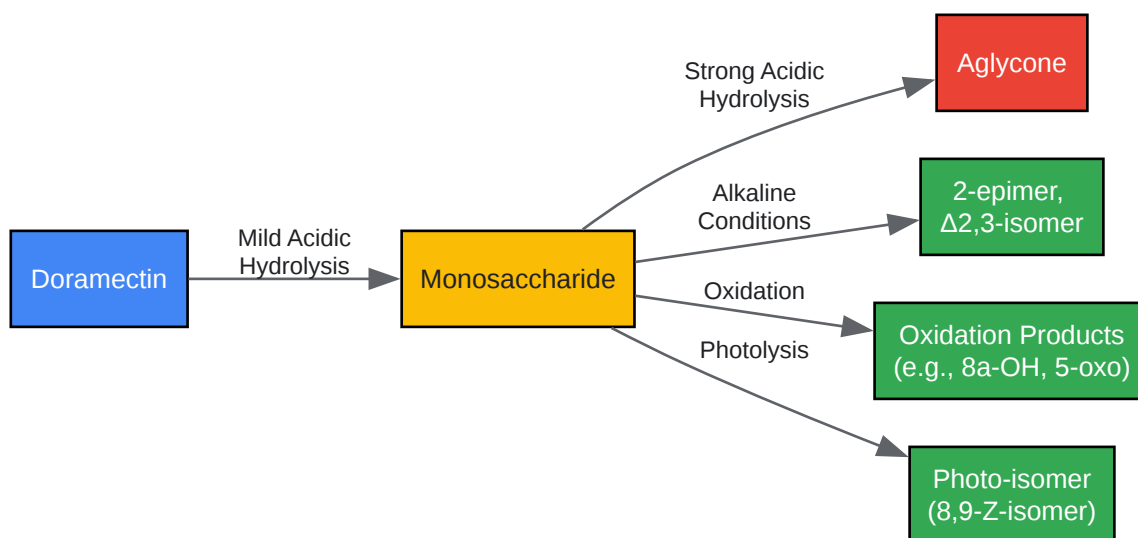 Doramectin
Mild Acidic
Hydrolysis
Monosaccharide
Strong Acidic
Hydrolysis
Aglycone
Alkaline
Conditions
2-epimer,
Δ2,3-isomer
Oxidation
Oxidation Products
(e.g., 8a-OH, 5-oxo)
Photolysis
Photo-isomer
(8,9-Z-isomer)